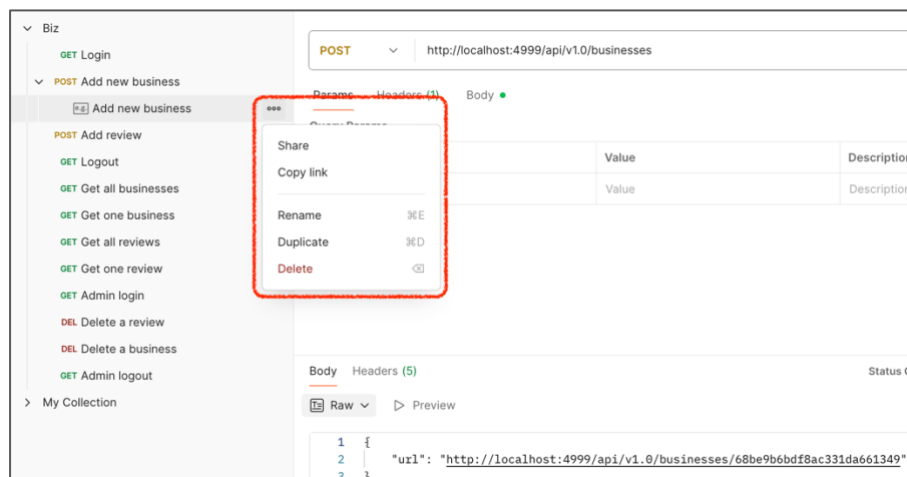 Biz
GET Login
POST Add new business
e.g. Add new business
POST Add review
GET Logout
GET Get all businesses
GET Get one business
GET Get all reviews
GET Get one review
GET Admin login
DEL Delete a review
DEL Delete a business
GET Admin logout
My Collection
POST http://localhost:4999/api/v1.0/businesses
Params Headers (1) Body
Query Params
Value Description
Value Description
Share
Copy link
Rename ⌘E
Duplicate ⌘D
Delete ⌫
Body Headers (5) Status
Raw Preview
1 {
2 "url": "http://localhost:4999/api/v1.0/businesses/68be9b6bdf8ac331da661349"
3 }